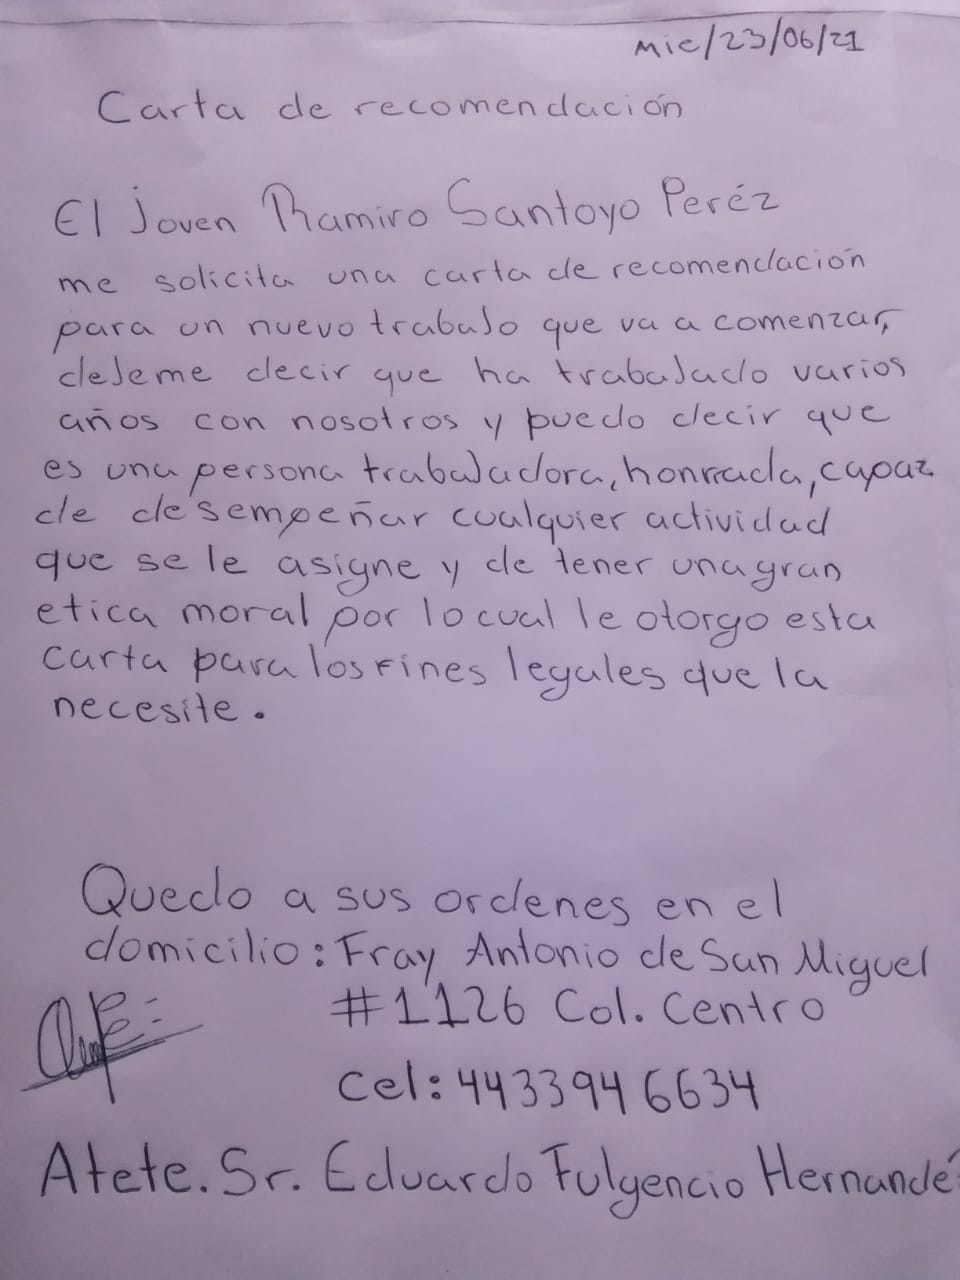 Mie/23/06/21
Carta de recomendación
El Joven Ramiro Santoyo Peréz
me solicita una carta de recomendación
para un nuevo trabajo que va a comenzar,
dejeme decir que ha trabajado varios
años con nosotros y puedo decir que
es una persona trabajadora, honrrada, capaz
de desempeñar cualquier actividad
que se le asigne y de tener una gran
etica moral por lo cual le otorgo esta
carta para los fines legales que la
necesite.
Quedo a sus ordenes en el
domicilio: Fray Antonio de San Miguel
#1126 Col. Centro
Cel: 4433946634
Atete. Sr. Eduardo Fulgencio Hernandé